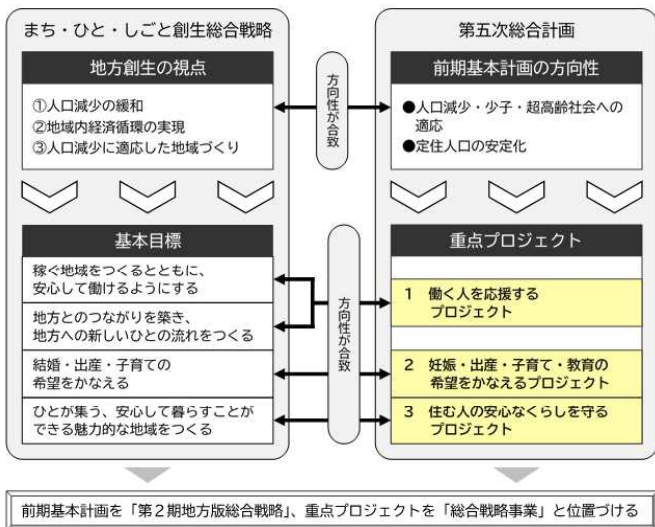 まち・ひと・しごと創生総合戦略
地方創生の視点
①人口減少の緩和
②地域内経済循環の実現
③人口減少に適応した地域づくり
方向性が合致
第五次総合計画
前期基本計画の方向性
●人口減少・少子・超高齢社会への
適応
●定住人口の安定化
基本目標
稼ぐ地域をつくるとともに、
安心して働けるようにする
地方とのつながりを築き、
地方への新しいひとの流れをつくる
結婚・出産・子育ての
希望をかなえる
ひとが集う、安心して暮らすことが
できる魅力的な地域をつくる
方向性が合致
重点プロジェクト
1 働く人を応援する
プロジェクト
2 妊娠・出産・子育て・教育の
希望をかなえるプロジェクト
3 住む人の安心なくらしを守る
プロジェクト
前期基本計画を「第２期地方版総合戦略」、重点プロジェクトを「総合戦略事業」と位置づける